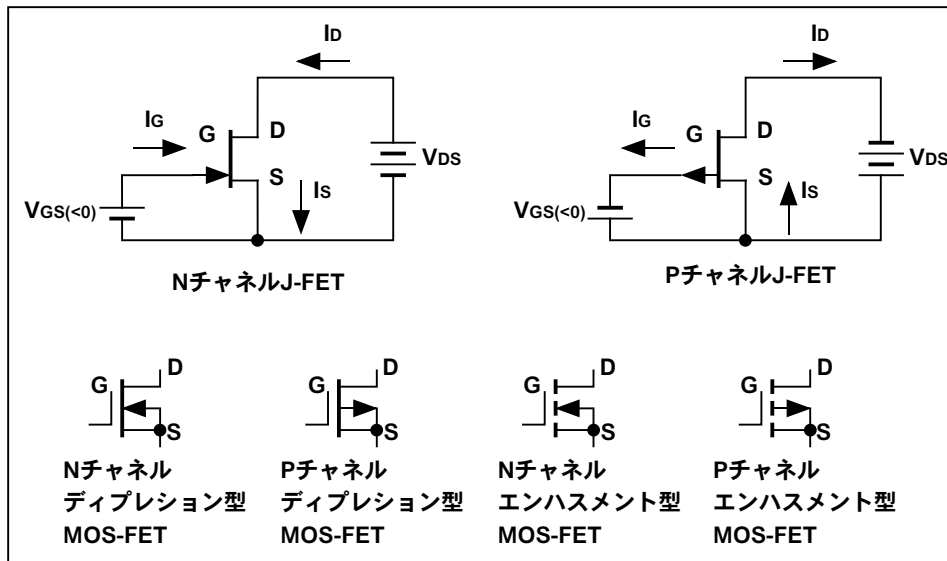 ID
IG
G
D
S
IS
VDS
VGS(<0)
NチャネルJ-FET
ID
IG
G
D
S
IS
VDS
VGS(<0)
PチャネルJ-FET
G
D
S
Nチャネル
ディプレション型
MOS-FET
G
D
S
Pチャネル
ディプレション型
MOS-FET
G
D
S
Nチャネル
エンハスメント型
MOS-FET
G
D
S
Pチャネル
エンハスメント型
MOS-FET